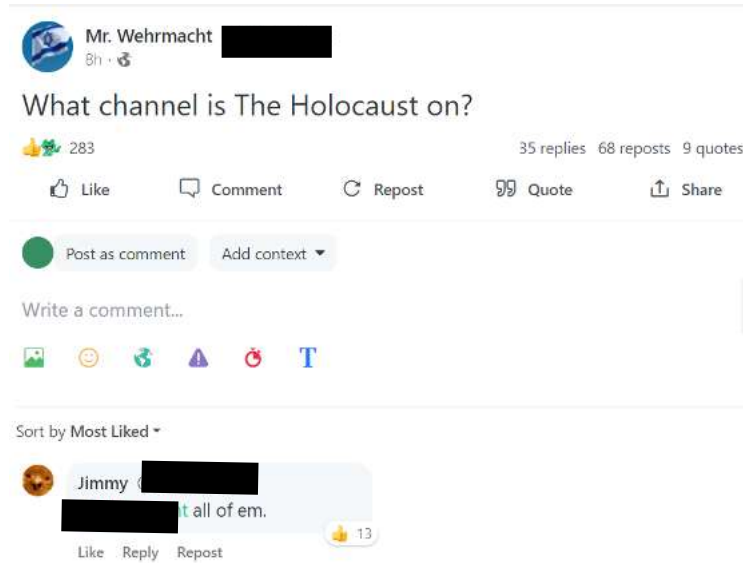 Mr. Wehrmacht
8h
What channel is The Holocaust on?
283 35 replies 68 reposts 9 quotes
Like Comment Repost Quote Share
Post as comment Add context
Write a comment...
T
Sort by Most Liked
Jimmy
t all of em.
13
Like Reply Repost